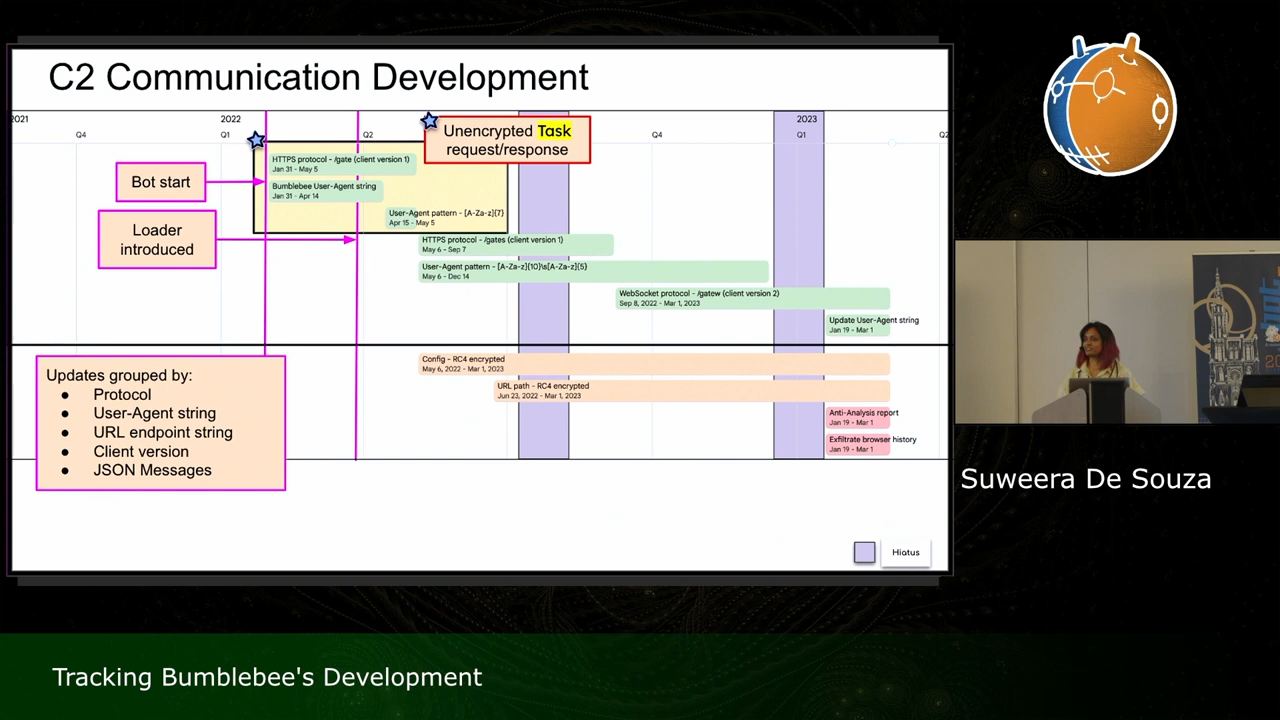 C2 Communication Development
2021
2022
2023
Q4
Q1
Q2
Q4
Q1
Q2
Unencrypted Task
request/response
HTTPS protocol - /gate (client version 1)
Jan 31 - May 5
Bot start
Bumblebee User-Agent string
Jan 31 - Apr 14
User-Agent pattern - [A-Za-z]{7}
Apr 15 - May 5
Loader
introduced
HTTPS protocol - /gates (client version 1)
May 6 - Sep 7
User-Agent pattern - [A-Za-z]{10}\s[A-Za-z]{5}
May 6 - Dec 14
WebSocket protocol - /gatew (client version 2)
Sep 8, 2022 - Mar 1, 2023
Update User-Agent string
Jan 19 - Mar 1
Config - RC4 encrypted
May 6, 2022 - Mar 1, 2023
URL path - RC4 encrypted
Jun 23, 2022 - Mar 1, 2023
Anti-Analysis report
Jan 19 - Mar 1
Exfiltrate browser history
Jan 19 - Mar 1
Updates grouped by:
● Protocol
● User-Agent string
● URL endpoint string
● Client version
● JSON Messages
Hiatus
Suweera De Souza
Tracking Bumblebee's Development